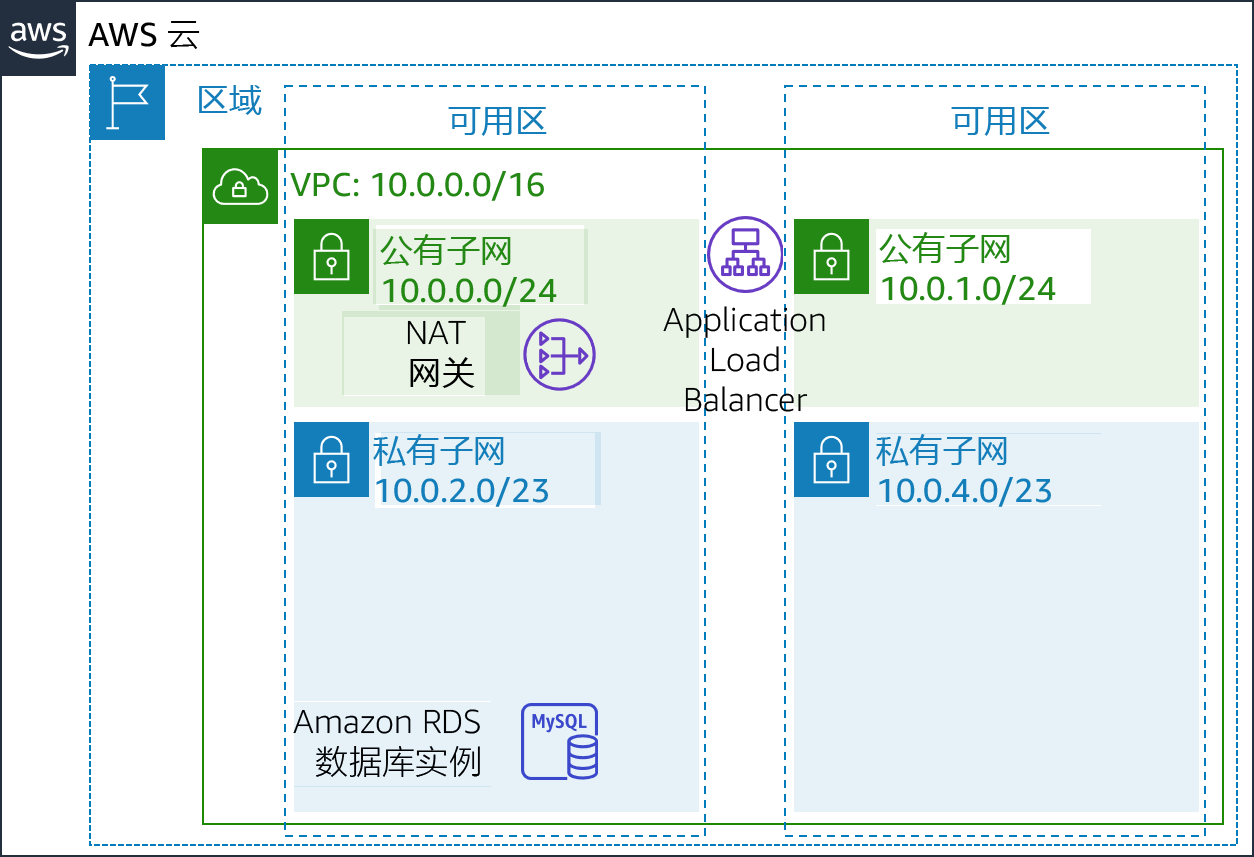 aws
AWS 云
区域
可用区
可用区
VPC: 10.0.0.0/16
公有子网
10.0.0.0/24
公有子网
10.0.1.0/24
NAT
网关
Application
Load
Balancer
私有子网
10.0.2.0/23
私有子网
10.0.4.0/23
Amazon RDS
数据库实例
MySQL